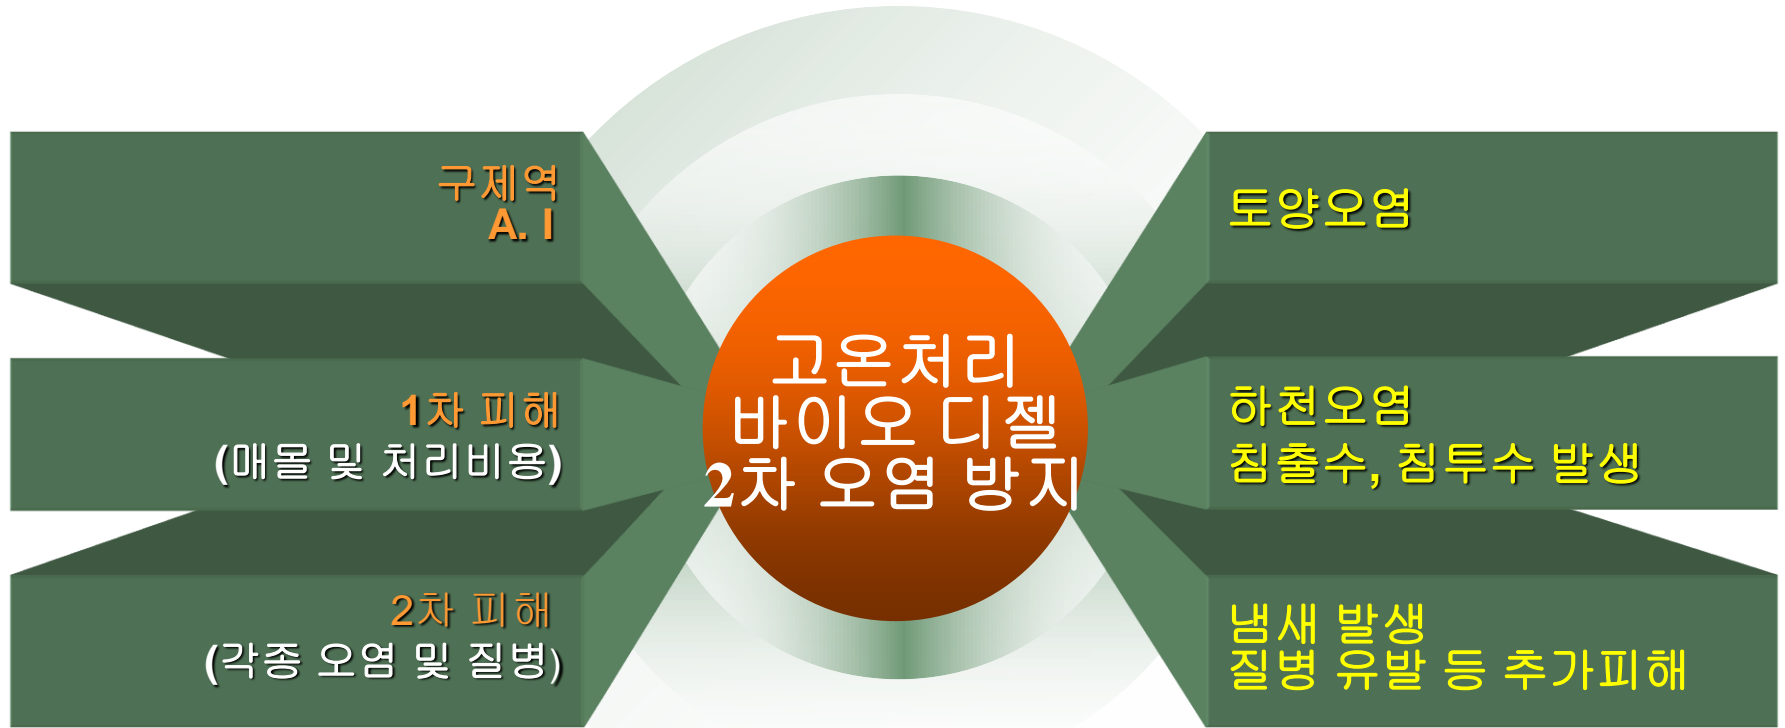 구제역
A. I
1차 피해
(매몰 및 처리비용)
2차 피해
(각종 오염 및 질병)
고온처리
바이오 디젤
2차 오염 방지
토양오염
하천오염
침출수, 침투수 발생
냄새 발생
질병 유발 등 추가피해